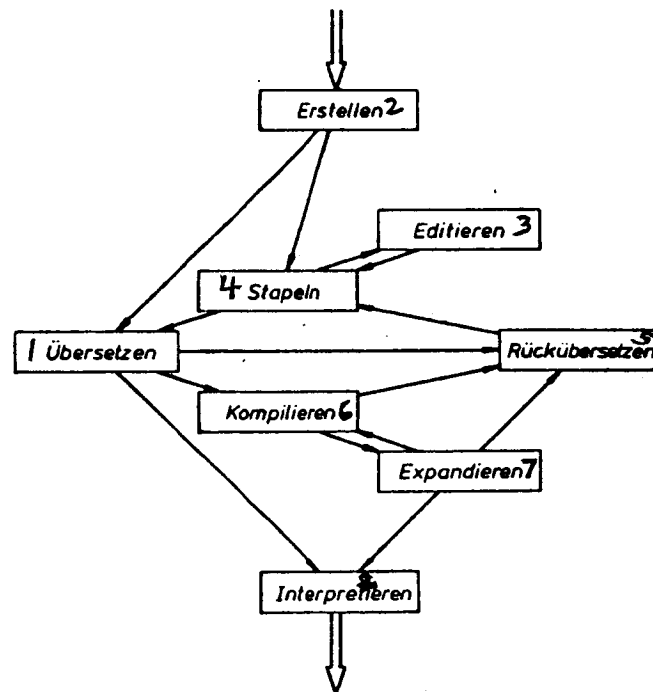 Erstellen 2
Editieren 3
4 Stapeln
1 Übersetzen
Rückübersetzen 5
Kompilieren 6
Expandieren 7
Interpretieren